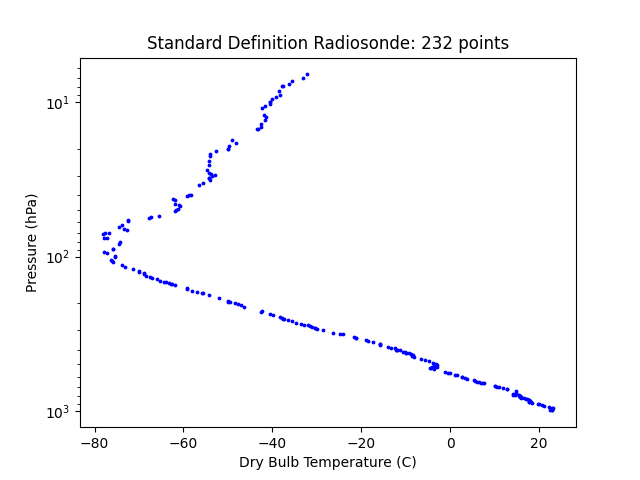 Standard Definition Radiosonde: 232 points
Pressure (hPa)
10¹
10²
10³
−80 −60 −40 −20 0 20
Dry Bulb Temperature (C)